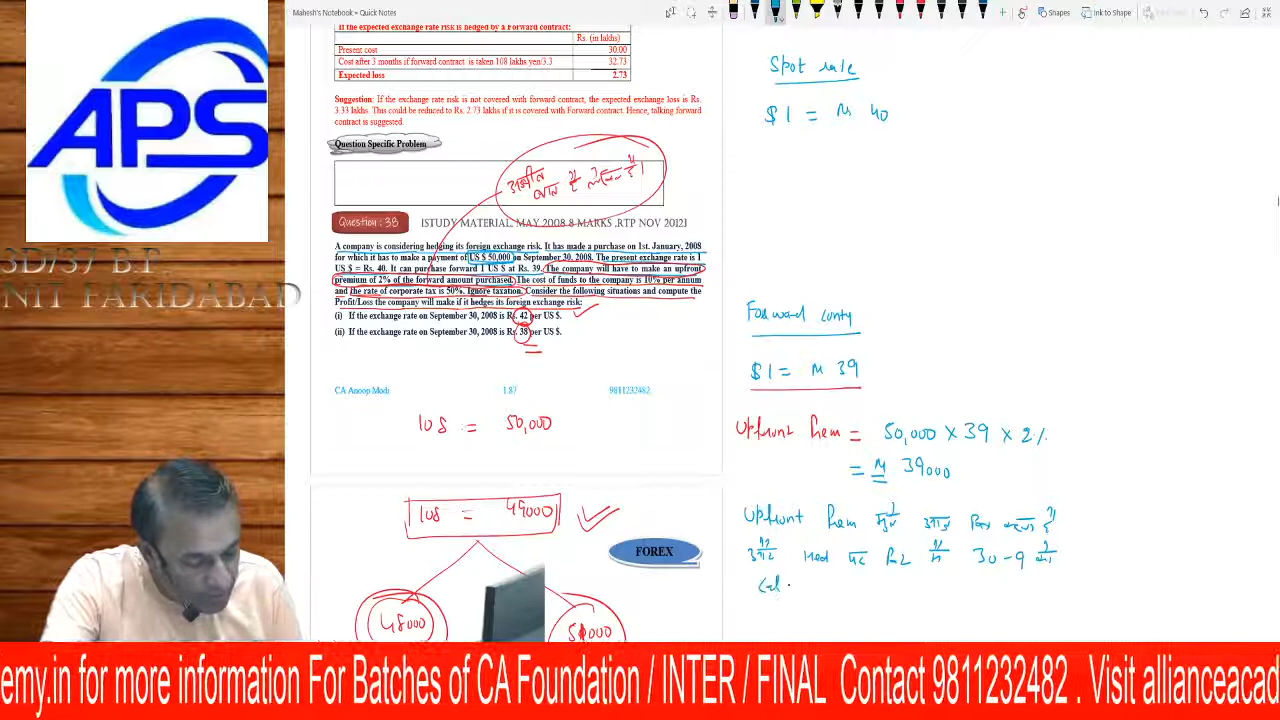 Mahesh's Notebook - Quick Notes
Shapes
Ink to Shape
APS
3D/37 B.P.
NIT FARIDABAD
If the expected exchange rate risk is hedged by a Forward contract:
Rs. (in lakhs)
Present cost 30.00
Cost after 3 months if forward contract is taken 108 lakhs yen/3.3 32.73
Expected loss 2.73
Suggestion: If the exchange rate risk is not covered with forward contract, the expected exchange loss is Rs.
3.33 lakhs. This could be reduced to Rs. 2.73 lakhs if it is covered with Forward contract. Hence, talking forward
contract is suggested.
Question Specific Problem
Question : 38 [STUDY MATERIAL, MAY 2008 8 MARKS ,RTP NOV 2012]
A company is considering hedging its foreign exchange risk. It has made a purchase on 1st. January, 2008
for which it has to make a payment of US $ 50,000 on September 30, 2008. The present exchange rate is 1
US $ = Rs. 40. It can purchase forward 1 US $ at Rs. 39. The company will have to make an upfront
premium of 2% of the forward amount purchased. The cost of funds to the company is 10% per annum
and the rate of corporate tax is 50%. Ignore taxation. Consider the following situations and compute the
Profit/Loss the company will make if it hedges its foreign exchange risk:
(i) If the exchange rate on September 30, 2008 is Rs. 42 per US $.
(ii) If the exchange rate on September 30, 2008 is Rs. 38 per US $.
CA Anoop Modi 1.87 9811232482
= 50,000
= 49000
FOREX
48000
Spot rate
$1 = 40
Forward
$1 = 39
Upfront Prem = 50,000 × 39 × 2%
= 39000
Upfront Prem
30-9
Cal
emy.in for more information For Batches of CA Foundation / INTER / FINAL Contact 9811232482 . Visit allianceacad